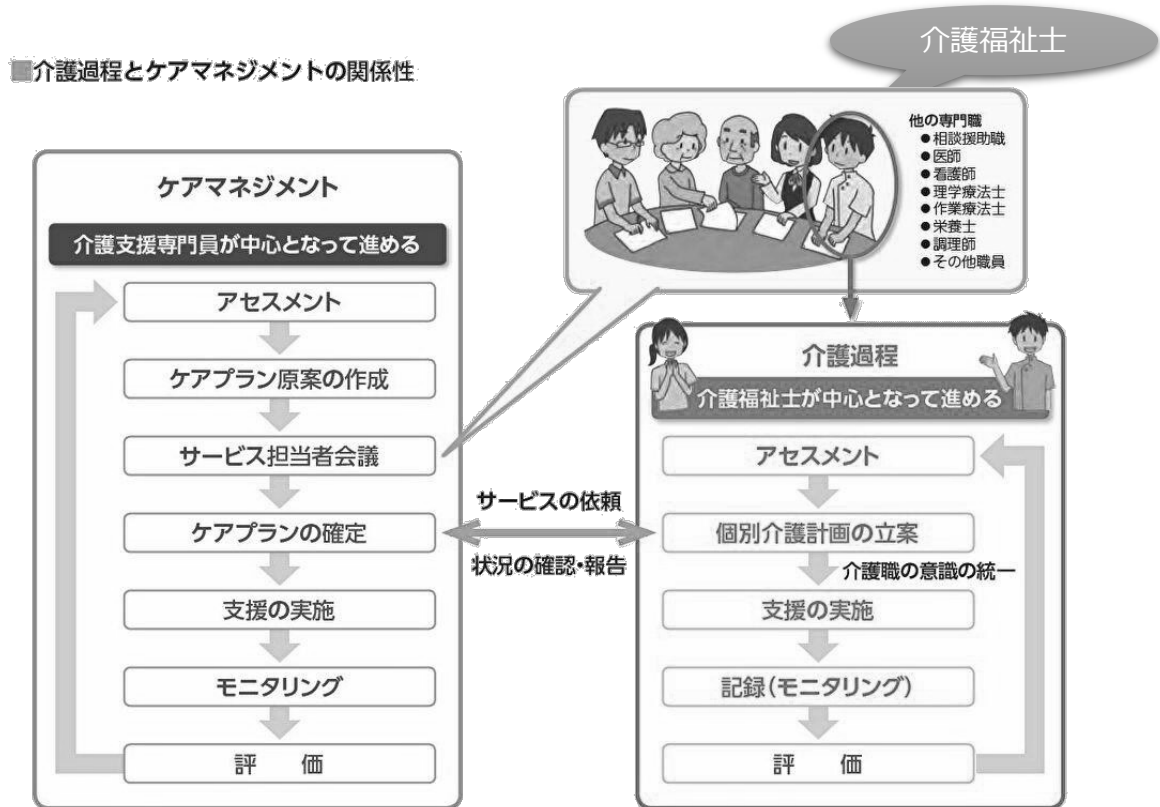 介護福祉士
■介護過程とケアマネジメントの関係性
他の専門職
●相談援助職
●医師
●看護師
●理学療法士
●作業療法士
●栄養士
●調理師
●その他職員
ケアマネジメント
介護支援専門員が中心となって進める
アセスメント
ケアプラン原案の作成
サービス担当者会議
ケアプランの確定
支援の実施
モニタリング
評　価
サービスの依頼
状況の確認・報告
介護過程
介護福祉士が中心となって進める
アセスメント
個別介護計画の立案
介護職の意識の統一
支援の実施
記録(モニタリング)
評　価